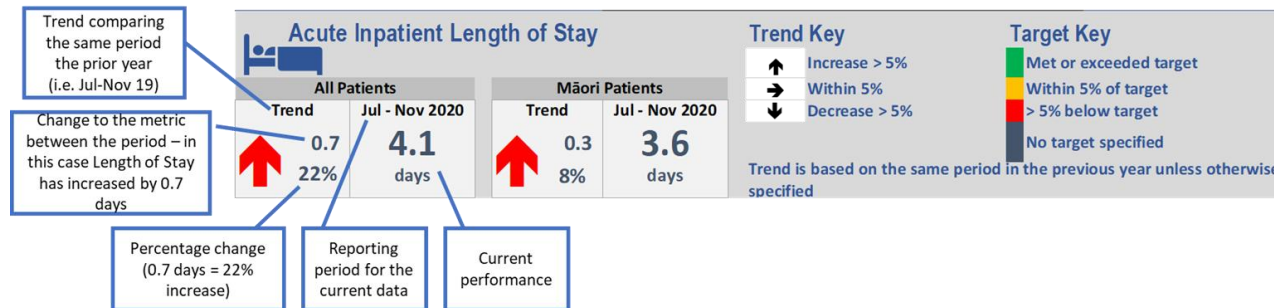 Trend comparing
the same period
the prior year
(i.e. Jul-Nov 19)
Change to the metric
between the period – in
this case Length of Stay
has increased by 0.7
days
Acute Inpatient Length of Stay
All Patients
Trend
Jul - Nov 2020
0.7
22%
4.1
days
Māori Patients
Trend
Jul - Nov 2020
0.3
8%
3.6
days
Trend Key
Increase > 5%
Within 5%
Decrease > 5%
Target Key
Met or exceeded target
Within 5% of target
> 5% below target
No target specified
Trend is based on the same period in the previous year unless otherwise
specified
Percentage change
(0.7 days = 22%
increase)
Reporting
period for the
current data
Current
performance